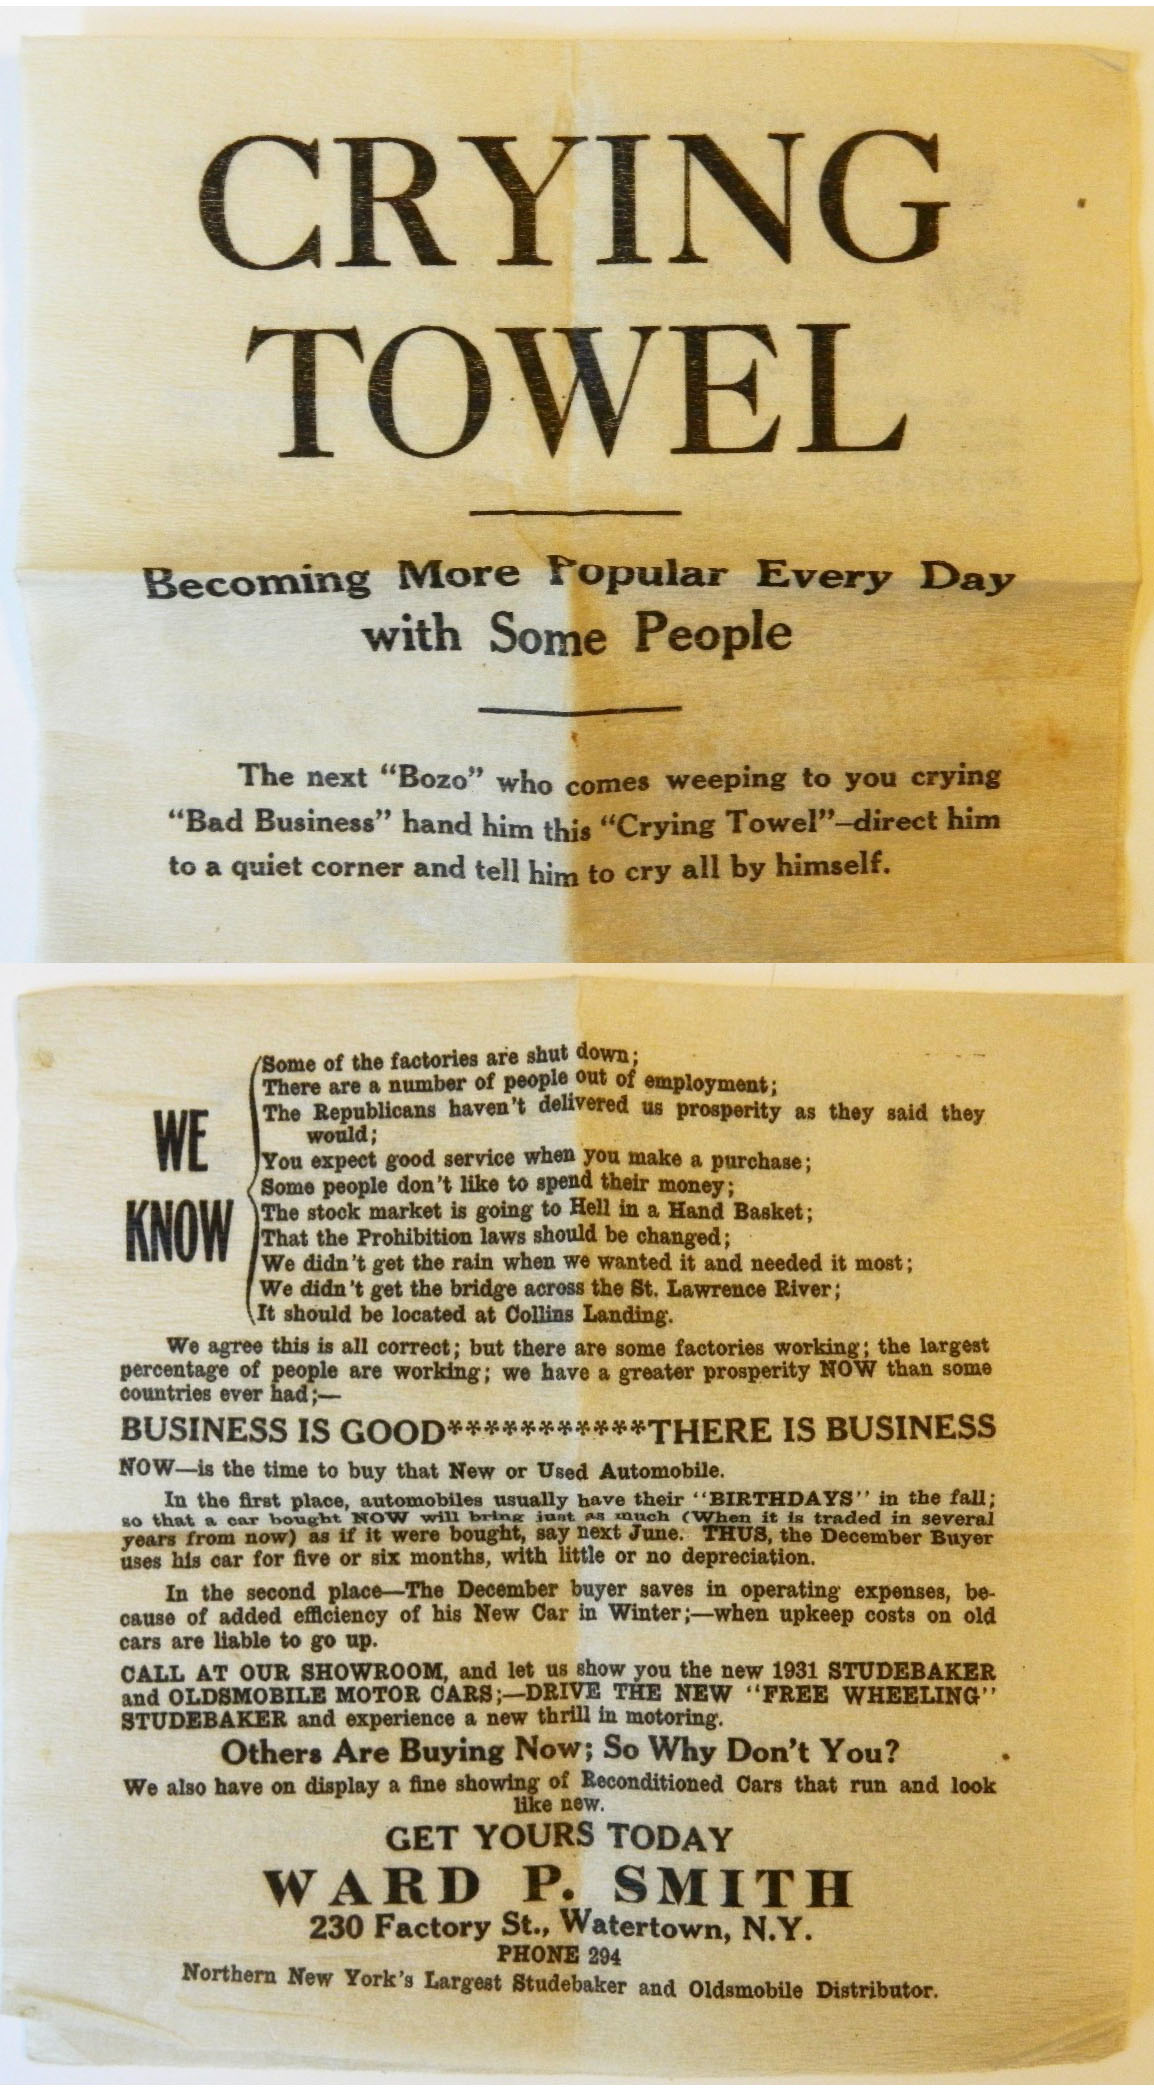 CRYING
TOWEL
Becoming More Popular Every Day
with Some People
The next "Bozo" who comes weeping to you crying
"Bad Business" hand him this "Crying Towel"—direct him
to a quiet corner and tell him to cry all by himself.
WE
KNOW
Some of the factories are shut down;
There are a number of people out of employment;
The Republicans haven't delivered us prosperity as they said they
would;
You expect good service when you make a purchase;
Some people don't like to spend their money;
The stock market is going to Hell in a Hand Basket;
That the Prohibition laws should be changed;
We didn't get the rain when we wanted it and needed it most;
We didn't get the bridge across the St. Lawrence River;
It should be located at Collins Landing.
We agree this is all correct; but there are some factories working; the largest
percentage of people are working; we have a greater prosperity NOW than some
countries ever had;—
BUSINESS IS GOOD***********THERE IS BUSINESS
NOW—is the time to buy that New or Used Automobile.
In the first place, automobiles usually have their "BIRTHDAYS" in the fall;
so that a car bought NOW will bring just as much (When it is traded in several
years from now) as if it were bought, say next June. THUS, the December Buyer
uses his car for five or six months, with little or no depreciation.
In the second place—The December buyer saves in operating expenses, be-
cause of added efficiency of his New Car in Winter;—when upkeep costs on old
cars are liable to go up.
CALL AT OUR SHOWROOM, and let us show you the new 1931 STUDEBAKER
and OLDSMOBILE MOTOR CARS;—DRIVE THE NEW "FREE WHEELING"
STUDEBAKER and experience a new thrill in motoring.
Others Are Buying Now; So Why Don't You?
We also have on display a fine showing of Reconditioned Cars that run and look
like new.
GET YOURS TODAY
WARD P. SMITH
230 Factory St., Watertown, N.Y.
PHONE 294
Northern New York's Largest Studebaker and Oldsmobile Distributor.